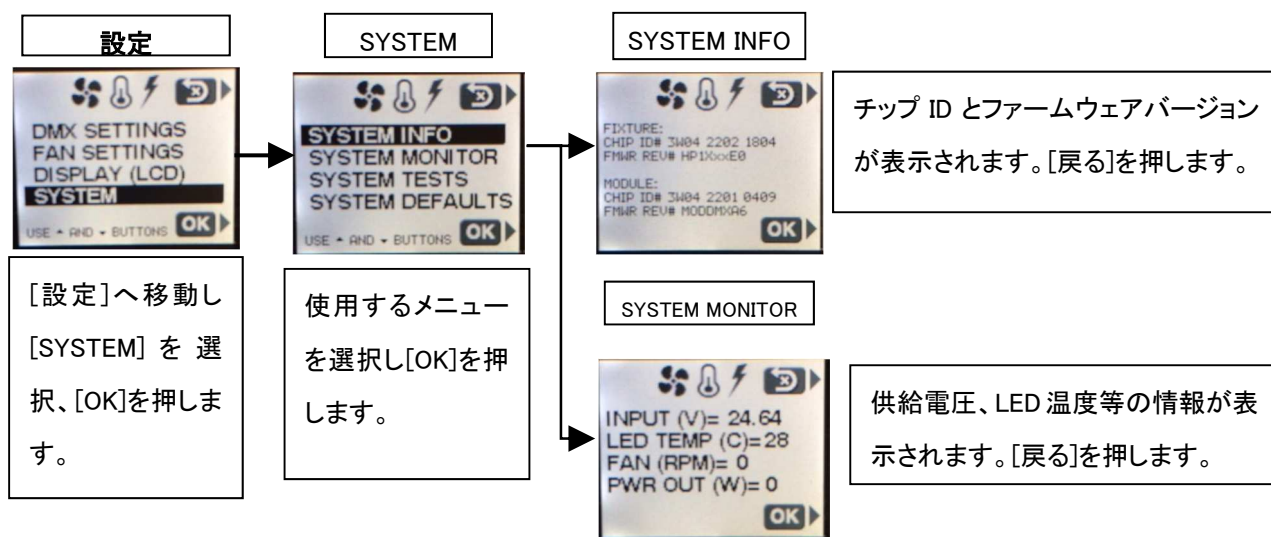 設定
SYSTEM
SYSTEM INFO
DMX SETTINGS
FAN SETTINGS
DISPLAY (LCD)
SYSTEM
USE ▲ AND ▼ BUTTONS OK
SYSTEM INFO
SYSTEM MONITOR
SYSTEM TESTS
SYSTEM DEFAULTS
USE ▲ AND ▼ BUTTONS OK
FIXTURE:
CHIP ID# 3W04 2202 1804
FMWR REV# HP1XxxE0
MODULE:
CHIP ID# 3W04 2201 0409
FMWR REV# MODDMXA6
OK
チップ ID とファームウェアバージョン
が表示されます。[戻る]を押します。
[設定]へ移動し
[SYSTEM] を 選
択、[OK]を押しま
す。
使用するメニュー
を選択し[OK]を押
します。
SYSTEM MONITOR
INPUT (V)= 24.64
LED TEMP (C)=28
FAN (RPM)= 0
PWR OUT (W)= 0
OK
供給電圧、LED 温度等の情報が表
示されます。[戻る]を押します。